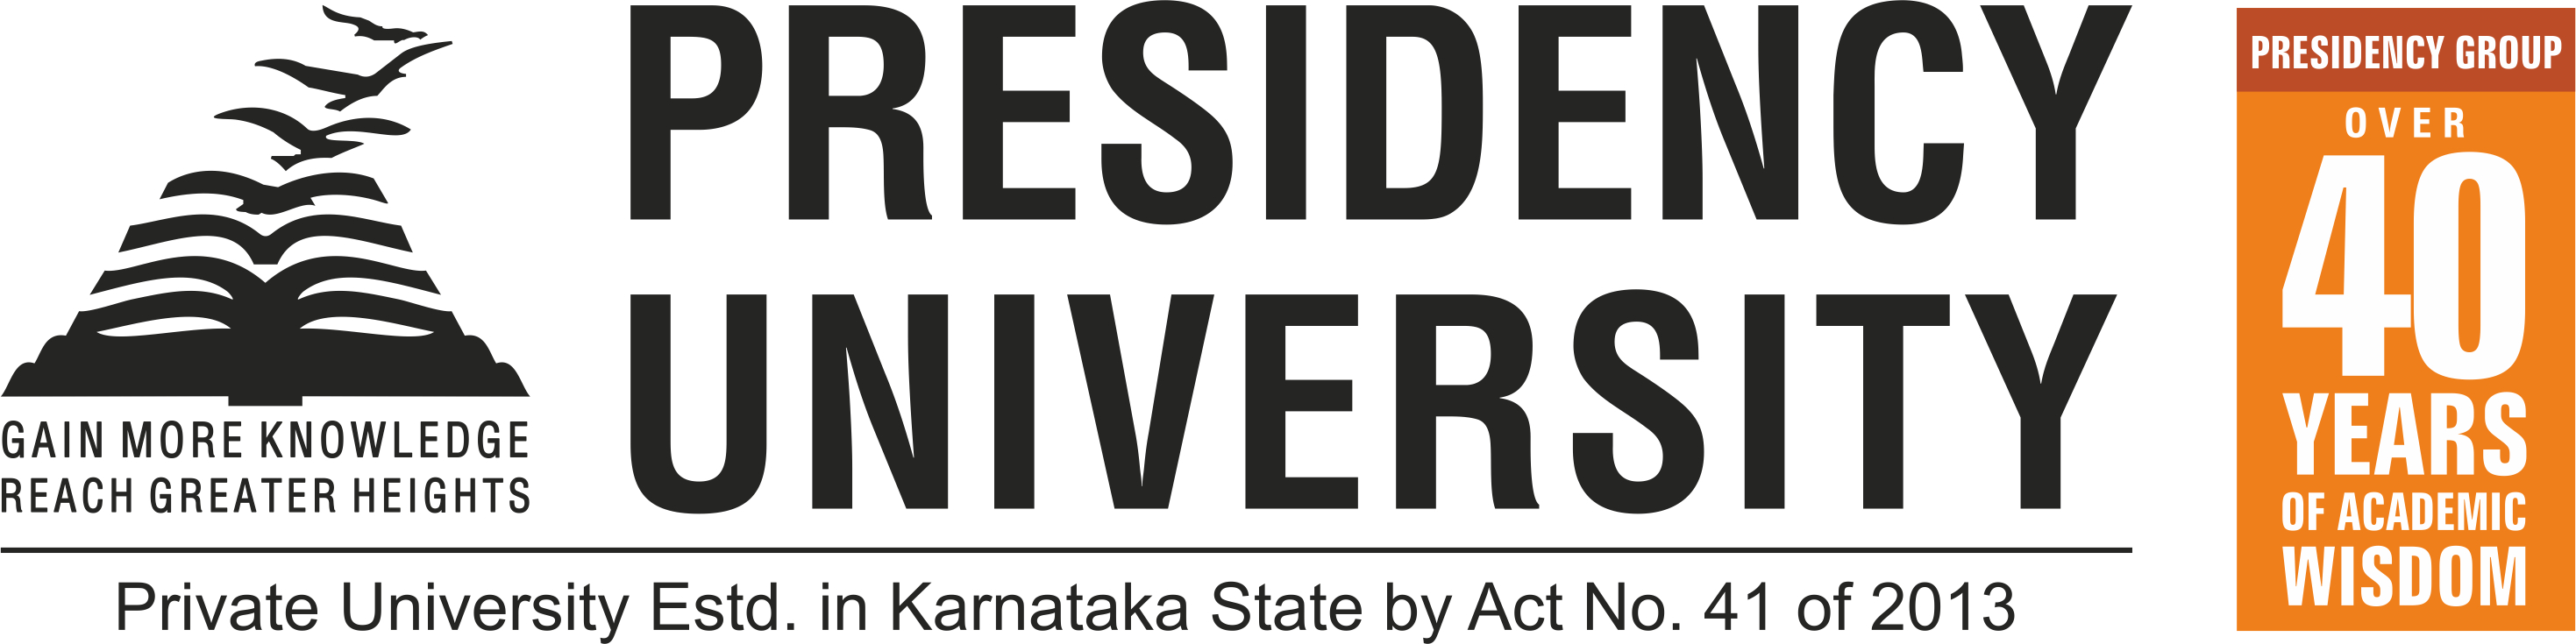 PRESIDENCY
UNIVERSITY
GAIN MORE KNOWLEDGE
REACH GREATER HEIGHTS
Private University Estd. in Karnataka State by Act No. 41 of 2013
PRESIDENCY GROUP
OVER
40
YEARS
OF ACADEMIC
WISDOM